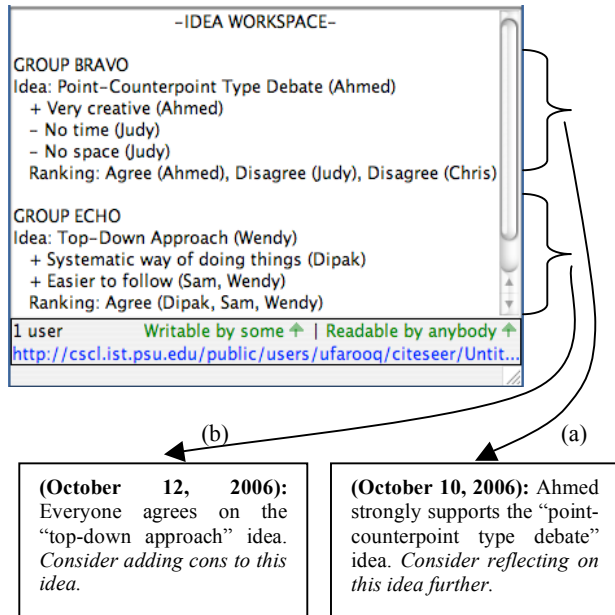 -IDEA WORKSPACE-
GROUP BRAVO
Idea: Point-Counterpoint Type Debate (Ahmed)
+ Very creative (Ahmed)
- No time (Judy)
- No space (Judy)
Ranking: Agree (Ahmed), Disagree (Judy), Disagree (Chris)
GROUP ECHO
Idea: Top-Down Approach (Wendy)
+ Systematic way of doing things (Dipak)
+ Easier to follow (Sam, Wendy)
Ranking: Agree (Dipak, Sam, Wendy)
1 user Writable by some | Readable by anybody
http://cscl.ist.psu.edu/public/users/ufarooq/citeseer/Untit...
(b)
(a)
(October 12, 2006):
Everyone agrees on the
“top-down approach” idea.
Consider adding cons to this
idea.
(October 10, 2006): Ahmed
strongly supports the “point-
counterpoint type debate”
idea. Consider reflecting on
this idea further.